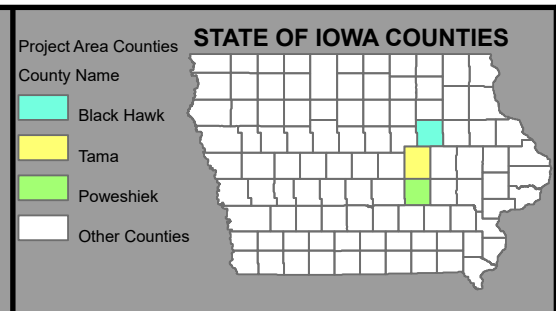 STATE OF IOWA COUNTIES
Project Area Counties
County Name
Black Hawk
Tama
Poweshiek
Other Counties